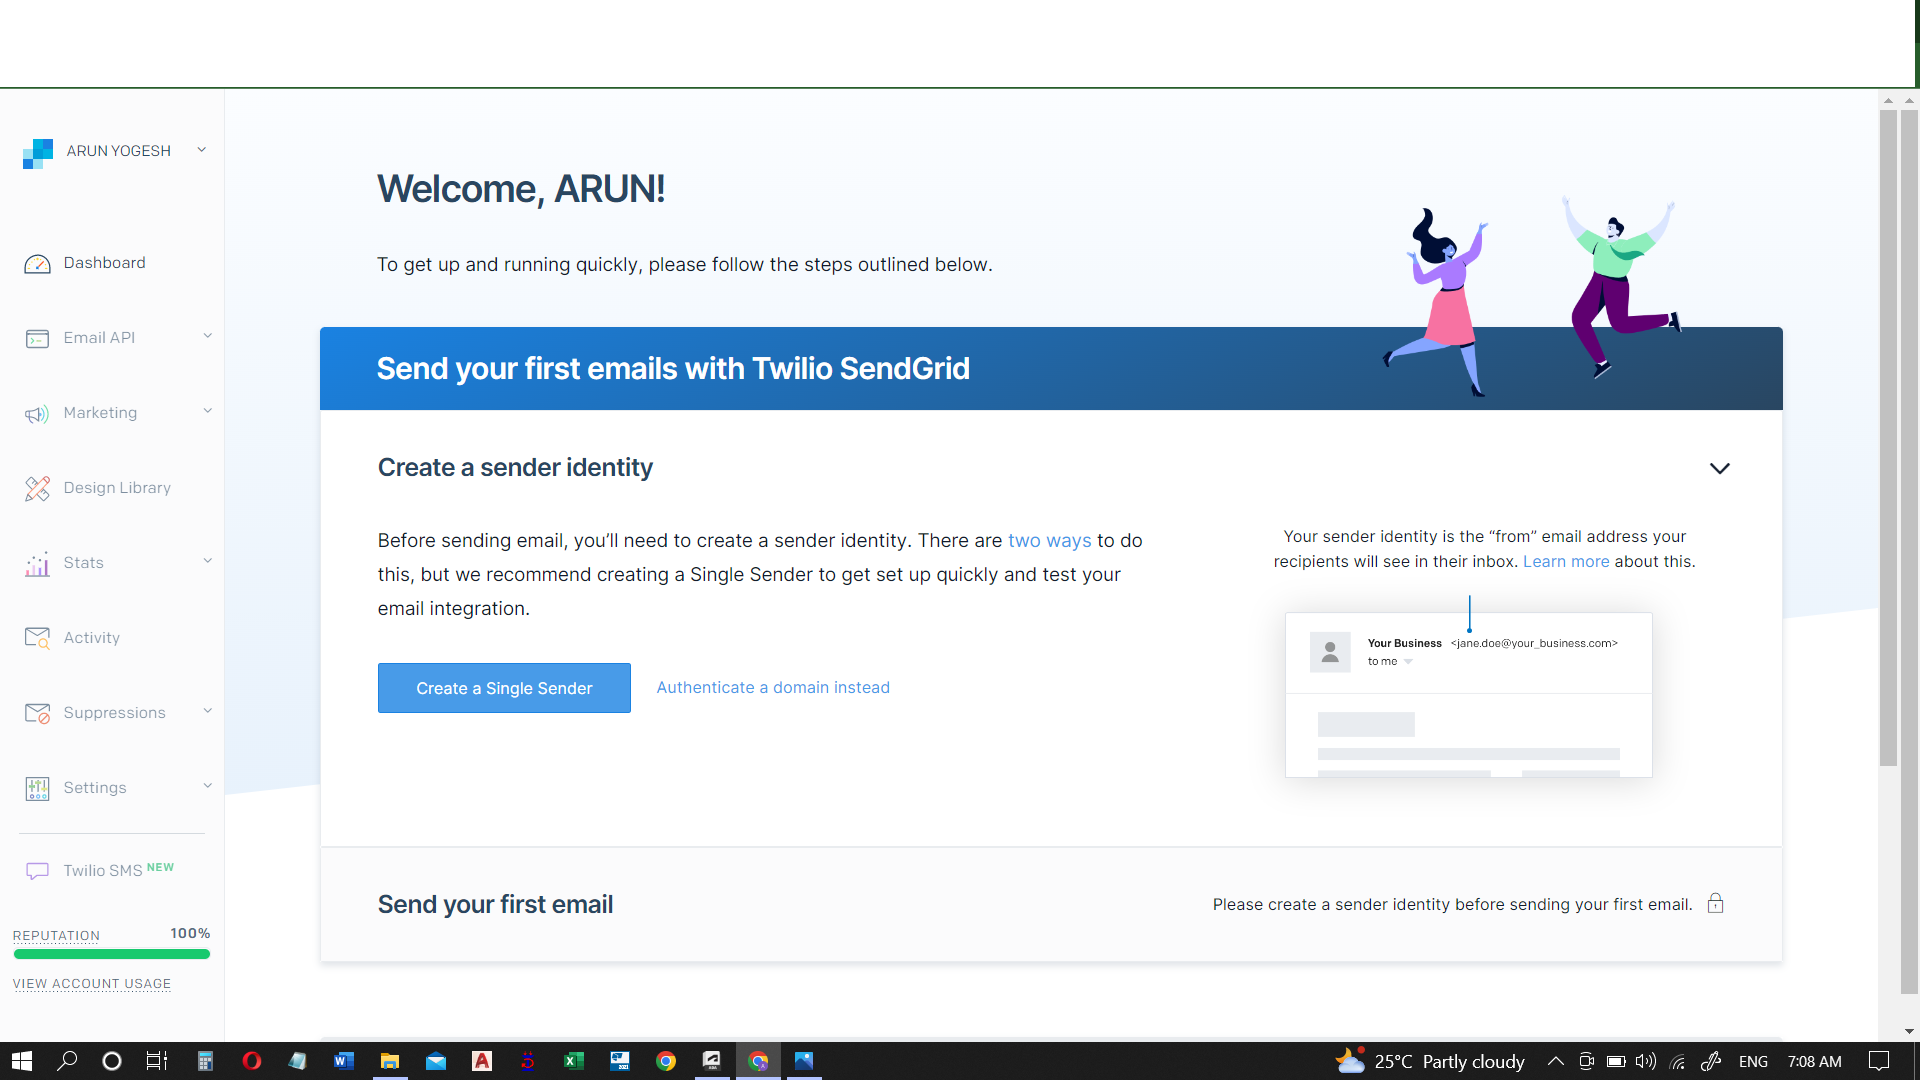 ARUN YOGESH
Dashboard
Email API
Marketing
Design Library
Stats
Activity
Suppressions
Settings
Twilio SMS NEW
REPUTATION 100%
VIEW ACCOUNT USAGE
Welcome, ARUN!
To get up and running quickly, please follow the steps outlined below.
Send your first emails with Twilio SendGrid
Create a sender identity
Before sending email, you’ll need to create a sender identity. There are two ways to do
this, but we recommend creating a Single Sender to get set up quickly and test your
email integration.
Create a Single Sender
Authenticate a domain instead
Your sender identity is the “from” email address your
recipients will see in their inbox. Learn more about this.
Your Business <jane.doe@your_business.com>
to me
Send your first email
Please create a sender identity before sending your first email.
25°C Partly cloudy
ENG
7:08 AM